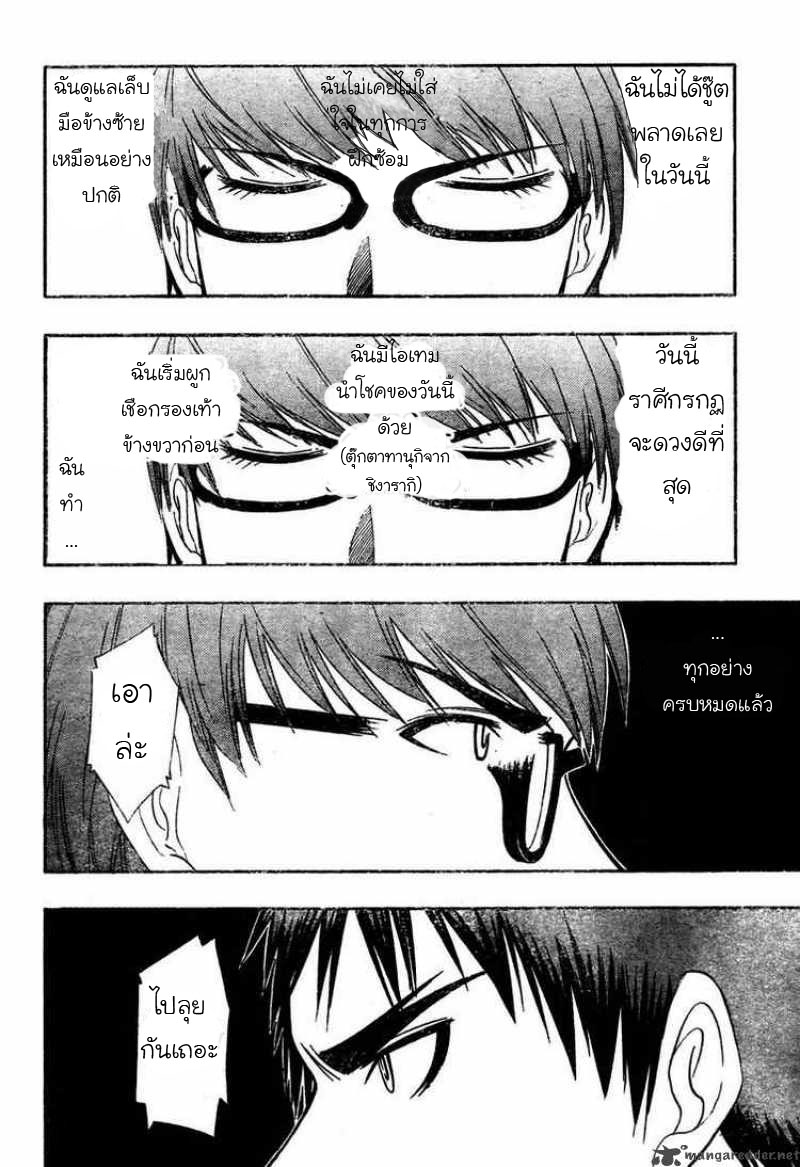 ฉันไม่ได้ชู๊ต
พลาดเลย
ในวันนี้
ฉันไม่เคยไม่ใส่
ใจในทุกการ
ฝึกซ้อม
ฉันดูแลเล็บ
มือข้างซ้าย
เหมือนอย่าง
ปกติ
วันนี้
ราศีกรกฏ
จะดวงดีที่
สุด
ฉันมีไอเทม
นำโชคของวันนี้
ด้วย
(ตุ๊กตาทานุกิจาก
ชิงารากิ)
ฉันเริ่มผูก
เชือกรองเท้า
ข้างขวาก่อน
ฉัน
ทำ
...
...
ทุกอย่าง
ครบหมดแล้ว
เอา
ล่ะ
ไปลุย
กันเถอะ
mangareader.net